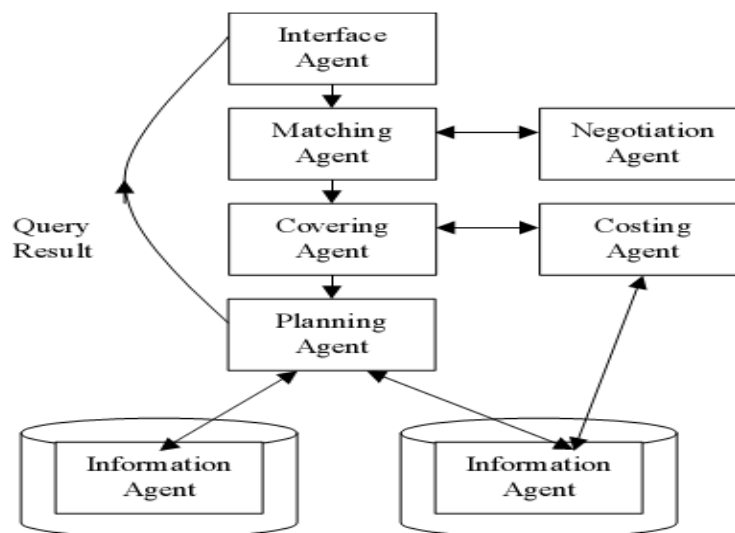 Interface
Agent
Matching
Agent
Negotiation
Agent
Query
Result
Covering
Agent
Costing
Agent
Planning
Agent
Information
Agent
Information
Agent